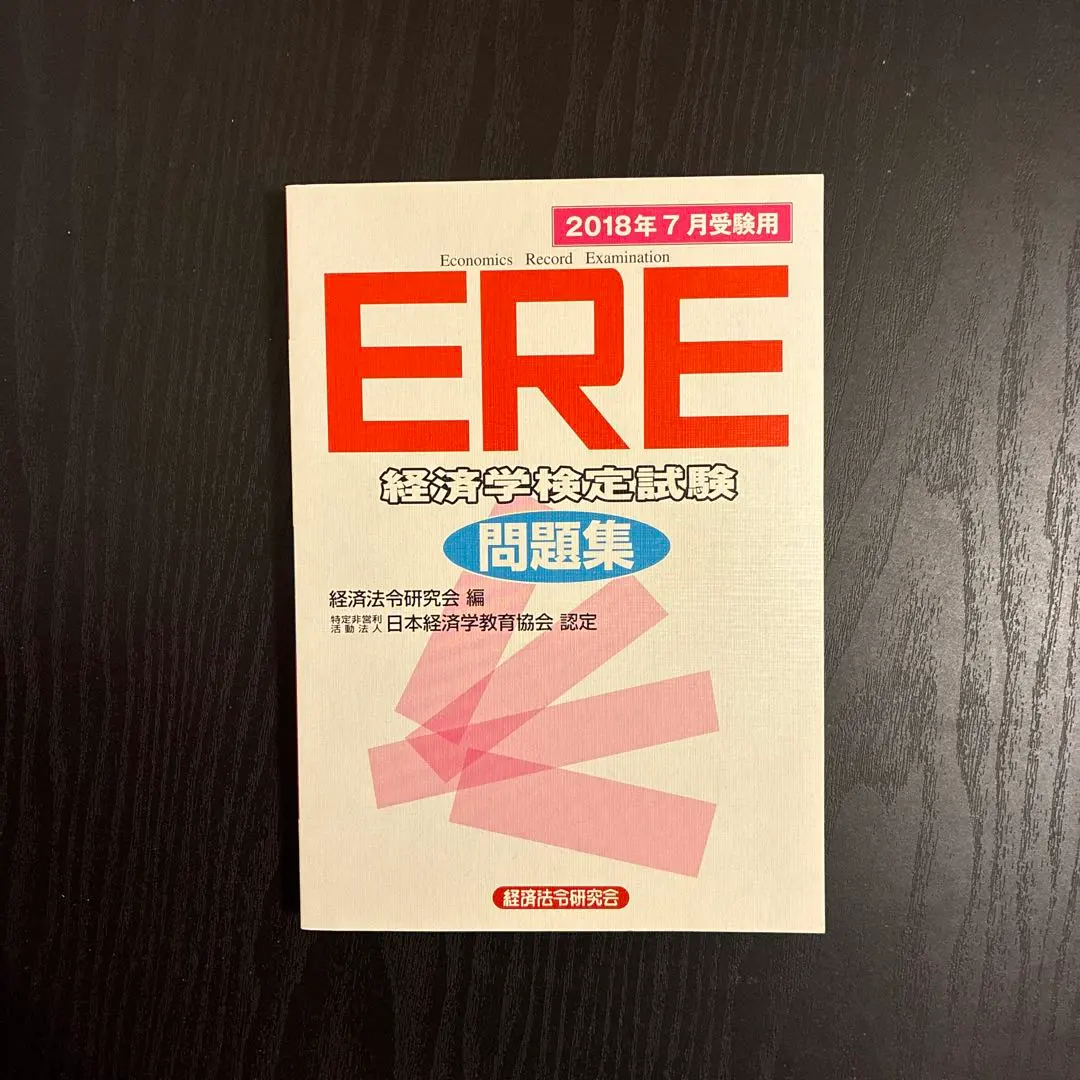 2018年7月受験用
Economics Record Examination
ERE
経済学検定試験
問題集
経済法令研究会 編
特定非営利
活動法人 日本経済学教育協会 認定
経済法令研究会